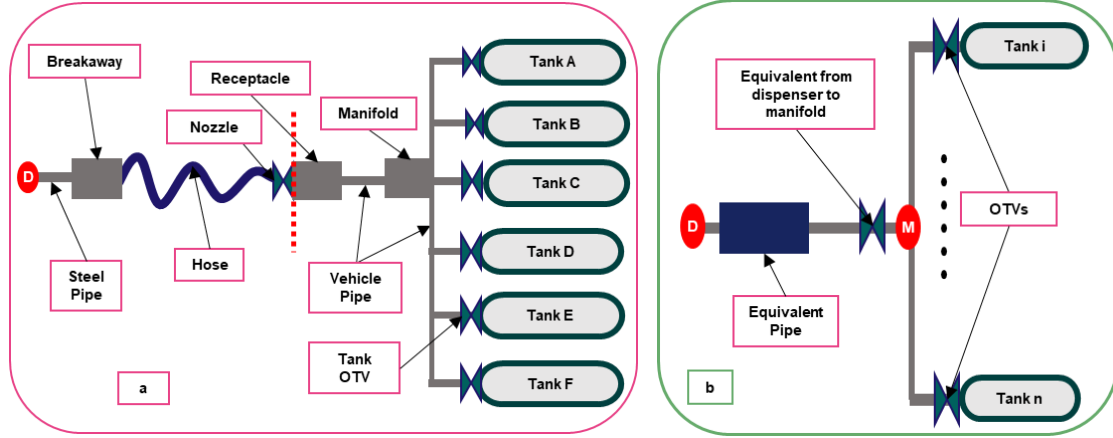 Breakaway
Receptacle
Nozzle
Manifold
D
Steel
Pipe
Hose
Vehicle
Pipe
Tank
OTV
Tank A
Tank B
Tank C
Tank D
Tank E
Tank F
a
Equivalent from
dispenser to
manifold
Tank i
D
M
OTVs
Equivalent
Pipe
Tank n
b